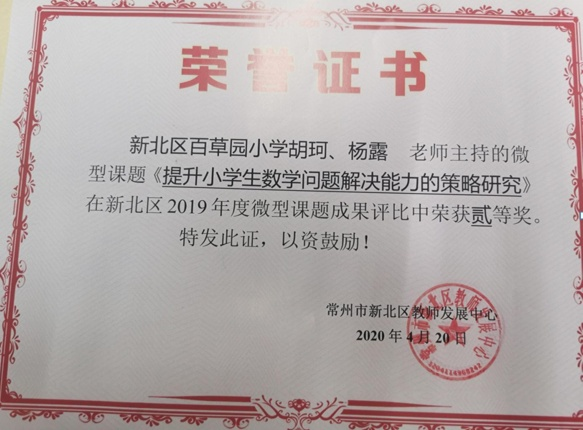 荣誉证书
新北区百草园小学胡珂、杨露 老师主持的微
型课题《提升小学生数学问题解决能力的策略研究》
在新北区2019年度微型课题成果评比中荣获贰等奖。
特发此证，以资鼓励！
常州市新北区教师发展中心
2020年4月20日